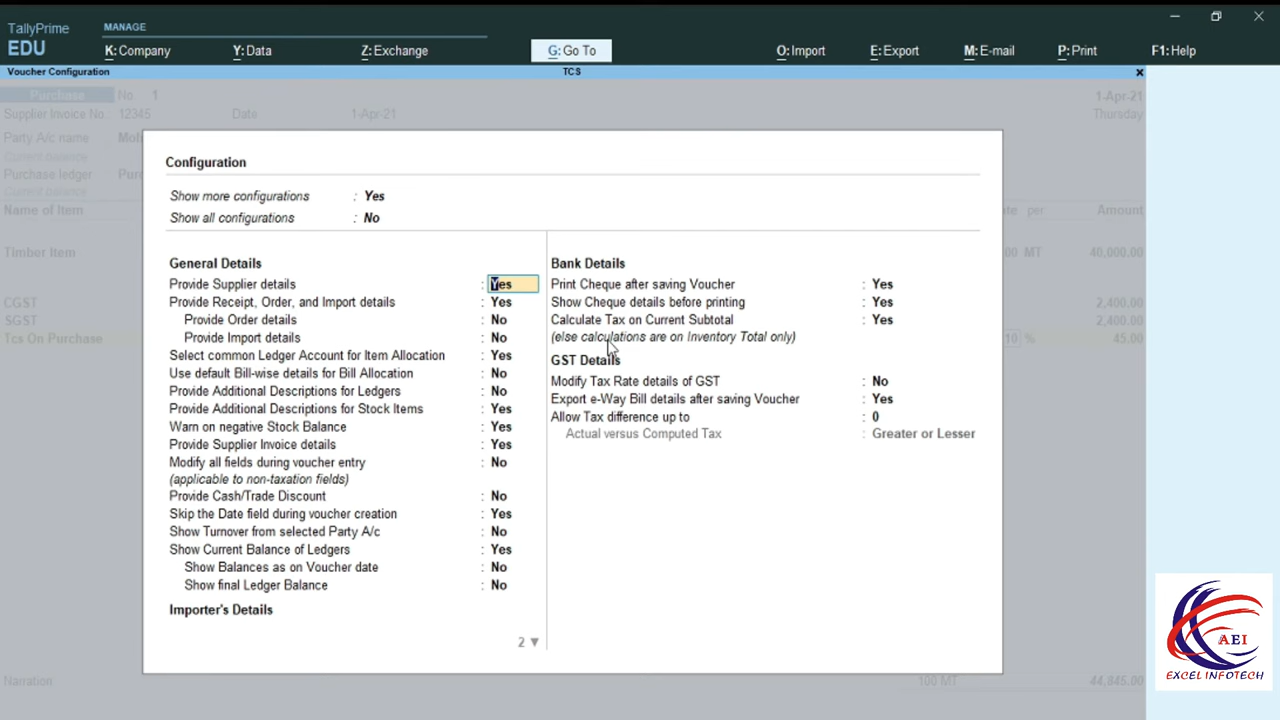 TallyPrime
EDU
MANAGE
K: Company
Y: Data
Z: Exchange
G: Go To
O: Import
E: Export
M: E-mail
P: Print
F1: Help
Voucher Configuration
TCS
Purchase No. 1
1-Apr-21
Supplier Invoice No. 12345 Date 1-Apr-21
Thursday
Party A/c name
Current balance
Purchase ledger
Current balance
Name of Item
per Amount
Timber Item
00 MT 40,000.00
CGST 2,400.00
SGST 2,400.00
Tcs On Purchase 10 % 45.00
Configuration
Show more configurations : Yes
Show all configurations : No
General Details
Provide Supplier details : Yes
Provide Receipt, Order, and Import details : Yes
Provide Order details : No
Provide Import details : No
Select common Ledger Account for Item Allocation : Yes
Use default Bill-wise details for Bill Allocation : No
Provide Additional Descriptions for Ledgers : No
Provide Additional Descriptions for Stock Items : Yes
Warn on negative Stock Balance : Yes
Provide Supplier Invoice details : Yes
Modify all fields during voucher entry : No
(applicable to non-taxation fields)
Provide Cash/Trade Discount : No
Skip the Date field during voucher creation : Yes
Show Turnover from selected Party A/c : No
Show Current Balance of Ledgers : Yes
Show Balances as on Voucher date : No
Show final Ledger Balance : No
Importer's Details
2 ▼
Bank Details
Print Cheque after saving Voucher : Yes
Show Cheque details before printing : Yes
Calculate Tax on Current Subtotal : Yes
(else calculations are on Inventory Total only)
GST Details
Modify Tax Rate details of GST : No
Export e-Way Bill details after saving Voucher : Yes
Allow Tax difference up to : 0
Actual versus Computed Tax : Greater or Lesser
Narration
100 MT 44,845.00
AEI
EXCEL INFOTECH